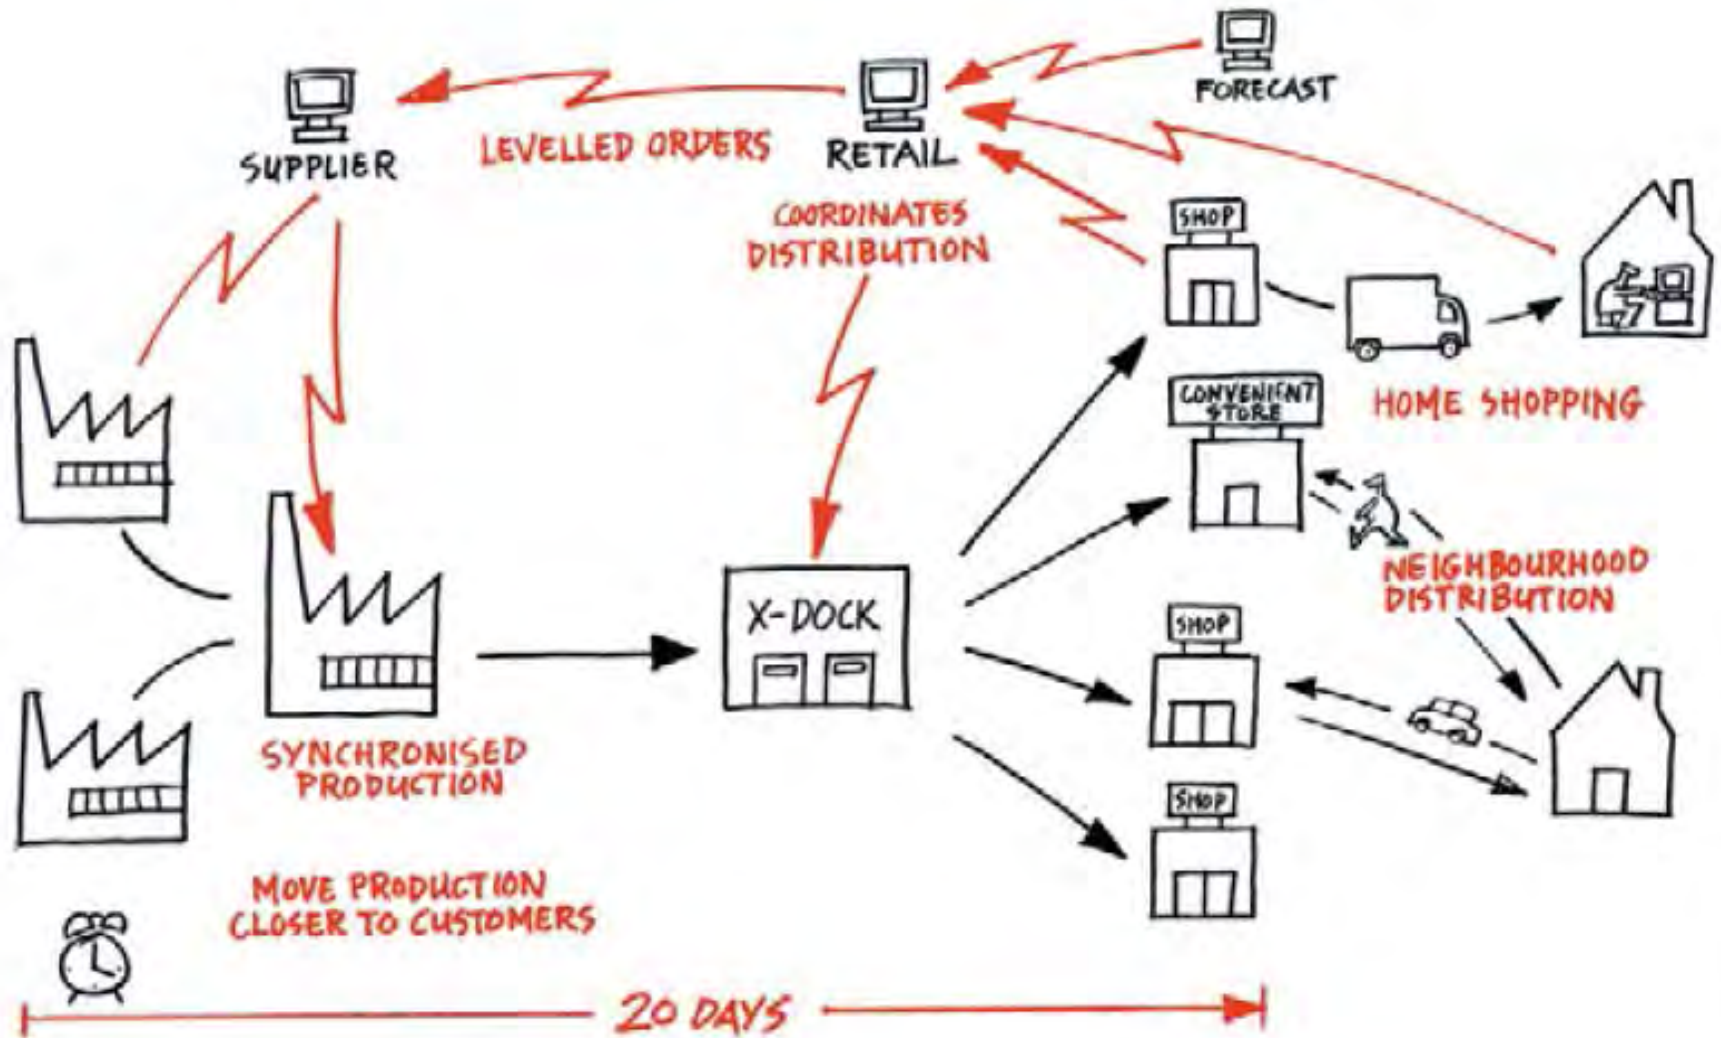 FORECAST
SUPPLIER
LEVELLED ORDERS
RETAIL
COORDINATES
DISTRIBUTION
SHOP
CONVENIENT
STORE
HOME SHOPPING
NEIGHBOURHOOD
DISTRIBUTION
X-DOCK
SHOP
SYNCHRONISED
PRODUCTION
SHOP
MOVE PRODUCTION
CLOSER TO CUSTOMERS
20 DAYS